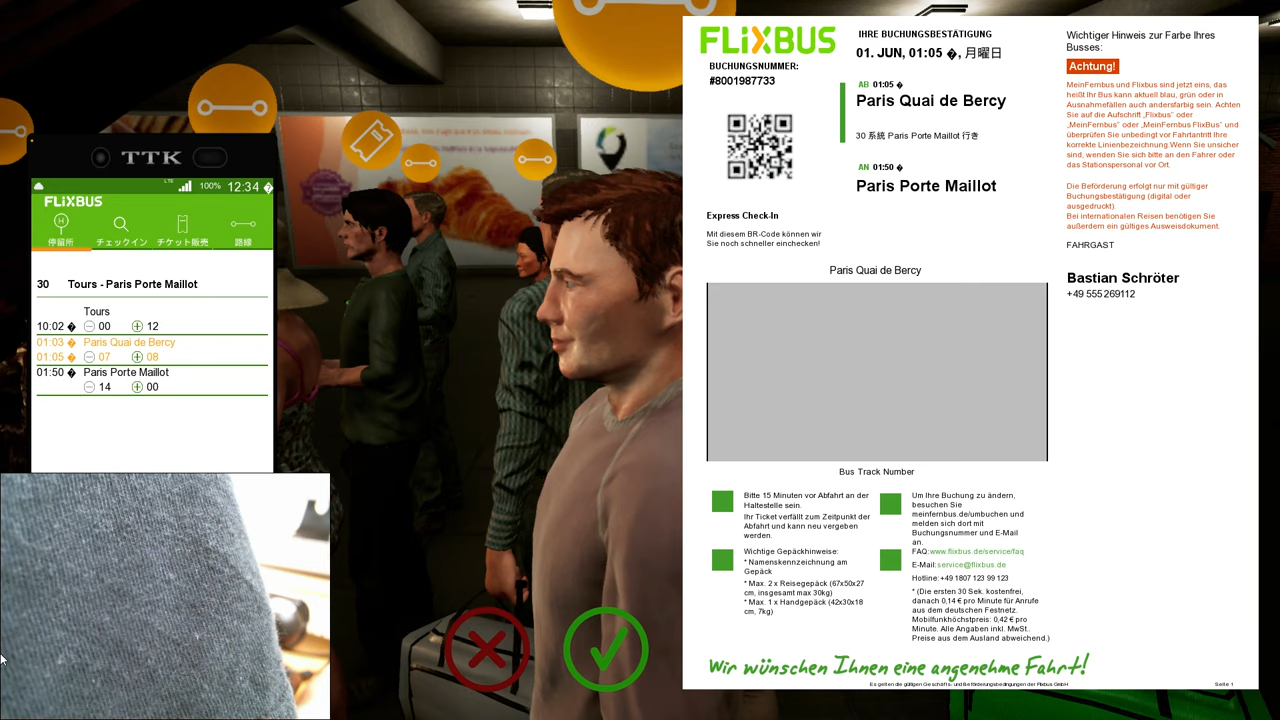 TTK
LTE 100% 12:34 �
FLiXBUS
停留所 チェックイン チケット販売 路線
30 Tours - Paris Porte Maillot
Tours
10:02 � 00 12
01:03 � Paris Quai de Bercy
01:05 � 07 08
01:50 � Paris Porte Maillot
14 00
FLiXBUS
BUCHUNGSNUMMER:
#8001987733
IHRE BUCHUNGSBESTÄTIGUNG
01. JUN, 01:05 �, 月曜日
AB 01:05 �
Paris Quai de Bercy
30 系統 Paris Porte Maillot 行き
AN 01:50 �
Paris Porte Maillot
Express Check-In
Mit diesem BR-Code können wir
Sie noch schneller einchecken!
Paris Quai de Bercy
Bus Track Number
Bitte 15 Minuten vor Abfahrt an der
Haltestelle sein.
Ihr Ticket verfällt zum Zeitpunkt der
Abfahrt und kann neu vergeben
werden.
Wichtige Gepäckhinweise:
* Namenskennzeichnung am
Gepäck
* Max. 2 x Reisegepäck (67x50x27
cm, insgesamt max 30kg)
* Max. 1 x Handgepäck (42x30x18
cm, 7kg)
Um Ihre Buchung zu ändern,
besuchen Sie
meinfernbus.de/umbuchen und
melden sich dort mit
Buchungsnummer und E-Mail
an.
FAQ:www.flixbus.de/service/faq
E-Mail:service@flixbus.de
Hotline:+49 1807 123 99 123
* (Die ersten 30 Sek. kostenfrei,
danach 0,14 € pro Minute für Anrufe
aus dem deutschen Festnetz.
Mobilfunkhöchstpreis: 0,42 € pro
Minute. Alle Angaben inkl. MwSt..
Preise aus dem Ausland abweichend.)
Wir wünschen Ihnen eine angenehme Fahrt!
Es gelten die gültigen Geschäfts- und Beförderungsbedingungen der Flixbus GmbH
Seite 1
Wichtiger Hinweis zur Farbe Ihres
Busses:
Achtung!
MeinFernbus und Flixbus sind jetzt eins, das
heißt Ihr Bus kann aktuell blau, grün oder in
Ausnahmefällen auch andersfarbig sein. Achten
Sie auf die Aufschrift „Flixbus“ oder
„MeinFernbus“ oder „MeinFernbus FlixBus“ und
überprüfen Sie unbedingt vor Fahrtantritt Ihre
korrekte Linienbezeichnung.Wenn Sie unsicher
sind, wenden Sie sich bitte an den Fahrer oder
das Stationspersonal vor Ort.
Die Beförderung erfolgt nur mit gültiger
Buchungsbestätigung (digital oder
ausgedruckt).
Bei internationalen Reisen benötigen Sie
außerdem ein gültiges Ausweisdokument.
FAHRGAST
Bastian Schröter
+49 555269112